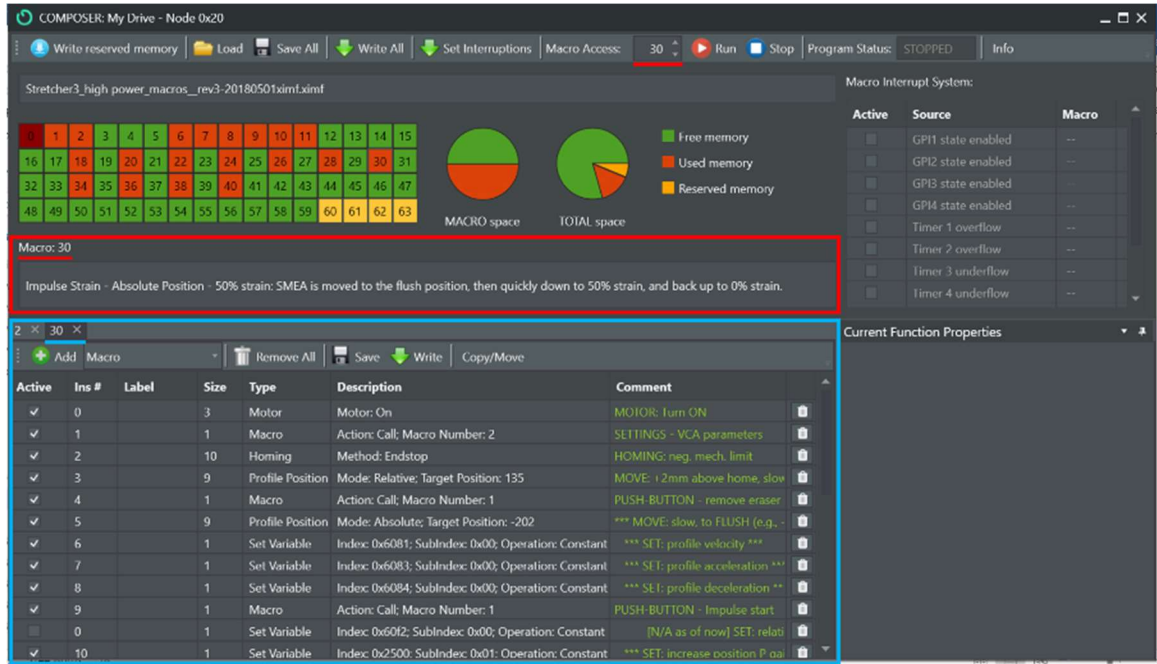 COMPOSER: My Drive - Node 0x20
Write reserved memory Load Save All Write All Set Interruptions Macro Access: 30 Run Stop Program Status: STOPPED Info
Stretcher3_high power_macros__rev3-20180501ximf.ximf
Macro Interrupt System:
Active Source Macro
GPI1 state enabled --
GPI2 state enabled --
GPI3 state enabled --
GPI4 state enabled --
Timer 1 overflow --
Timer 2 overflow --
Timer 3 underflow --
Timer 4 underflow --
0 1 2 3 4 5 6 7 8 9 10 11 12 13 14 15
16 17 18 19 20 21 22 23 24 25 26 27 28 29 30 31
32 33 34 35 36 37 38 39 40 41 42 43 44 45 46 47
48 49 50 51 52 53 54 55 56 57 58 59 60 61 62 63
Free memory
Used memory
Reserved memory
MACRO space TOTAL space
Macro: 30
Impulse Strain - Absolute Position - 50% strain: SMEA is moved to the flush position, then quickly down to 50% strain, and back up to 0% strain.
2 × 30 ×
Current Function Properties
Add Macro Remove All Save Write Copy/Move
Active Ins # Label Size Type Description Comment
0 3 Motor Motor: On MOTOR: Turn ON
1 1 Macro Action: Call; Macro Number: 2 SETTINGS - VCA parameters
2 10 Homing Method: Endstop HOMING: neg. mech. limit
3 9 Profile Position Mode: Relative; Target Position: 135 MOVE: +2mm above home, slow
4 1 Macro Action: Call; Macro Number: 1 PUSH-BUTTON - remove eraser
5 9 Profile Position Mode: Absolute; Target Position: -202 *** MOVE: slow, to FLUSH (e.g., -
6 1 Set Variable Index: 0x6081; SubIndex: 0x00; Operation: Constant *** SET: profile velocity ***
7 1 Set Variable Index: 0x6083; SubIndex: 0x00; Operation: Constant *** SET: profile acceleration ***
8 1 Set Variable Index: 0x6084; SubIndex: 0x00; Operation: Constant *** SET: profile deceleration **
9 1 Macro Action: Call; Macro Number: 1 PUSH-BUTTON - Impulse start
0 1 Set Variable Index: 0x60f2; SubIndex: 0x00; Operation: Constant [N/A as of now] SET: relati
10 1 Set Variable Index: 0x2500; SubIndex: 0x01; Operation: Constant *** SET: increase position P gai